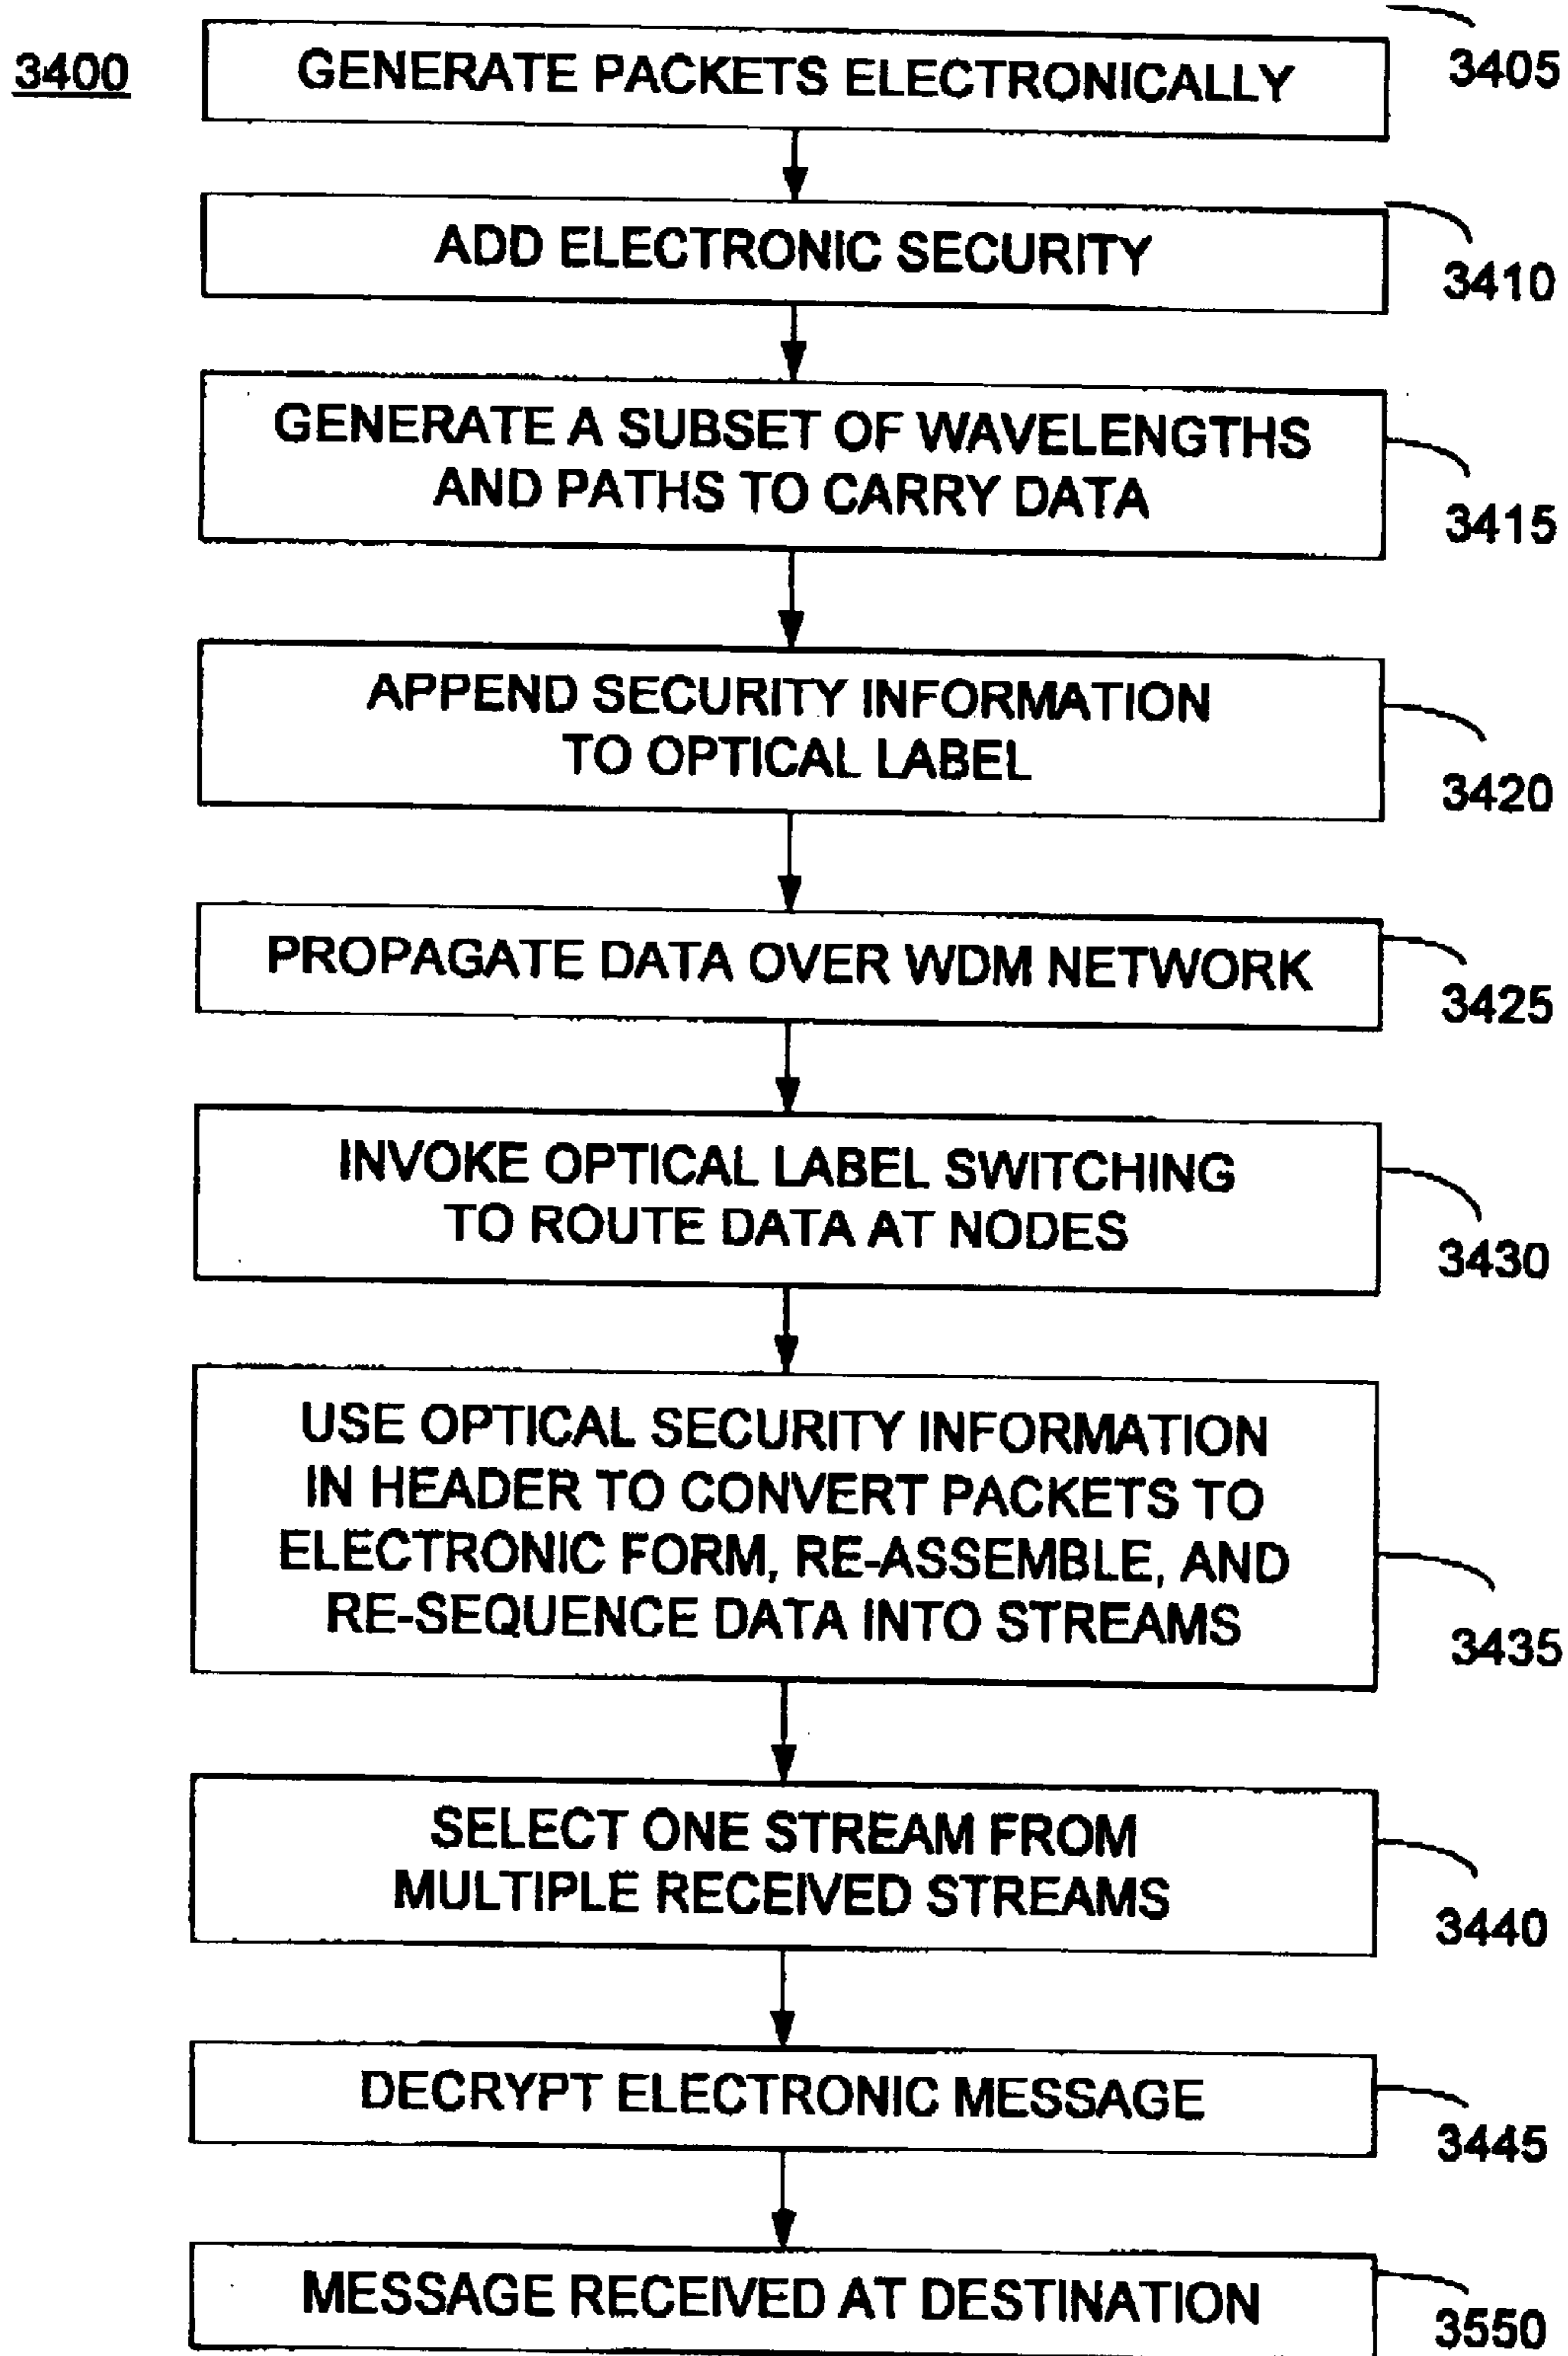 3400
GENERATE PACKETS ELECTRONICALLY
3405
ADD ELECTRONIC SECURITY
3410
GENERATE A SUBSET OF WAVELENGTHS
AND PATHS TO CARRY DATA
3415
APPEND SECURITY INFORMATION
TO OPTICAL LABEL
3420
PROPAGATE DATA OVER WDM NETWORK
3425
INVOKE OPTICAL LABEL SWITCHING
TO ROUTE DATA AT NODES
3430
USE OPTICAL SECURITY INFORMATION
IN HEADER TO CONVERT PACKETS TO
ELECTRONIC FORM, RE-ASSEMBLE, AND
RE-SEQUENCE DATA INTO STREAMS
3435
SELECT ONE STREAM FROM
MULTIPLE RECEIVED STREAMS
3440
DECRYPT ELECTRONIC MESSAGE
3445
MESSAGE RECEIVED AT DESTINATION
3550